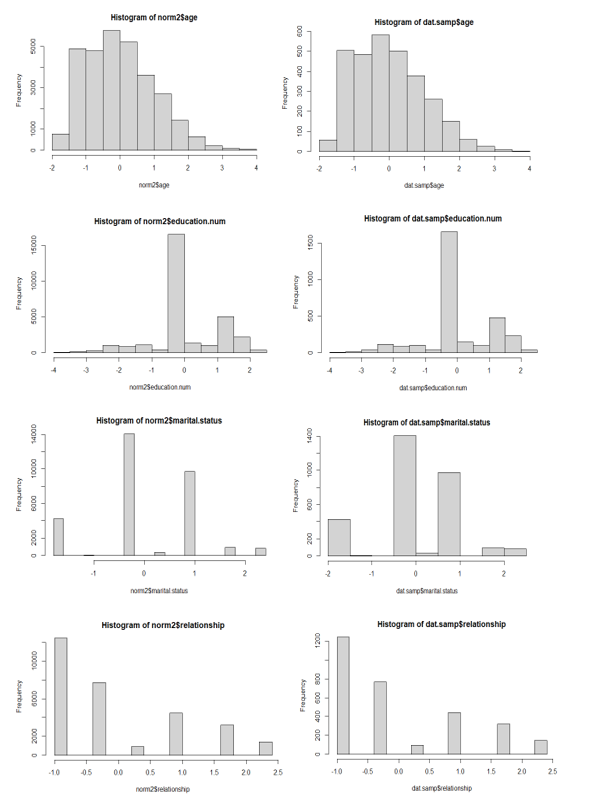 Histogram of norm2$age
Frequency
1000 3000 5000
-2 -1 0 1 2 3 4
norm2$age
Histogram of dat.samp$age
Frequency
0 100 200 300 400 500 600
-2 -1 0 1 2 3 4
dat.samp$age
Histogram of norm2$education.num
Frequency
0 5000 10000 15000
-4 -3 -2 -1 0 1 2
norm2$education.num
Histogram of dat.samp$education.num
Frequency
0 500 1000 1500
-4 -3 -2 -1 0 1 2
dat.samp$education.num
Histogram of norm2$marital.status
Frequency
0 2000 6000 10000 14000
-1 0 1 2
norm2$marital.status
Histogram of dat.samp$marital.status
Frequency
200 600 1000 1400
-2 -1 0 1 2
dat.samp$marital.status
Histogram of norm2$relationship
Frequency
0 2000 6000 10000
-1.0 -0.5 0.0 0.5 1.0 1.5 2.0 2.5
norm2$relationship
Histogram of dat.samp$relationship
Frequency
0 200 400 600 800 1200
-1.0 -0.5 0.0 0.5 1.0 1.5 2.0 2.5
dat.samp$relationship